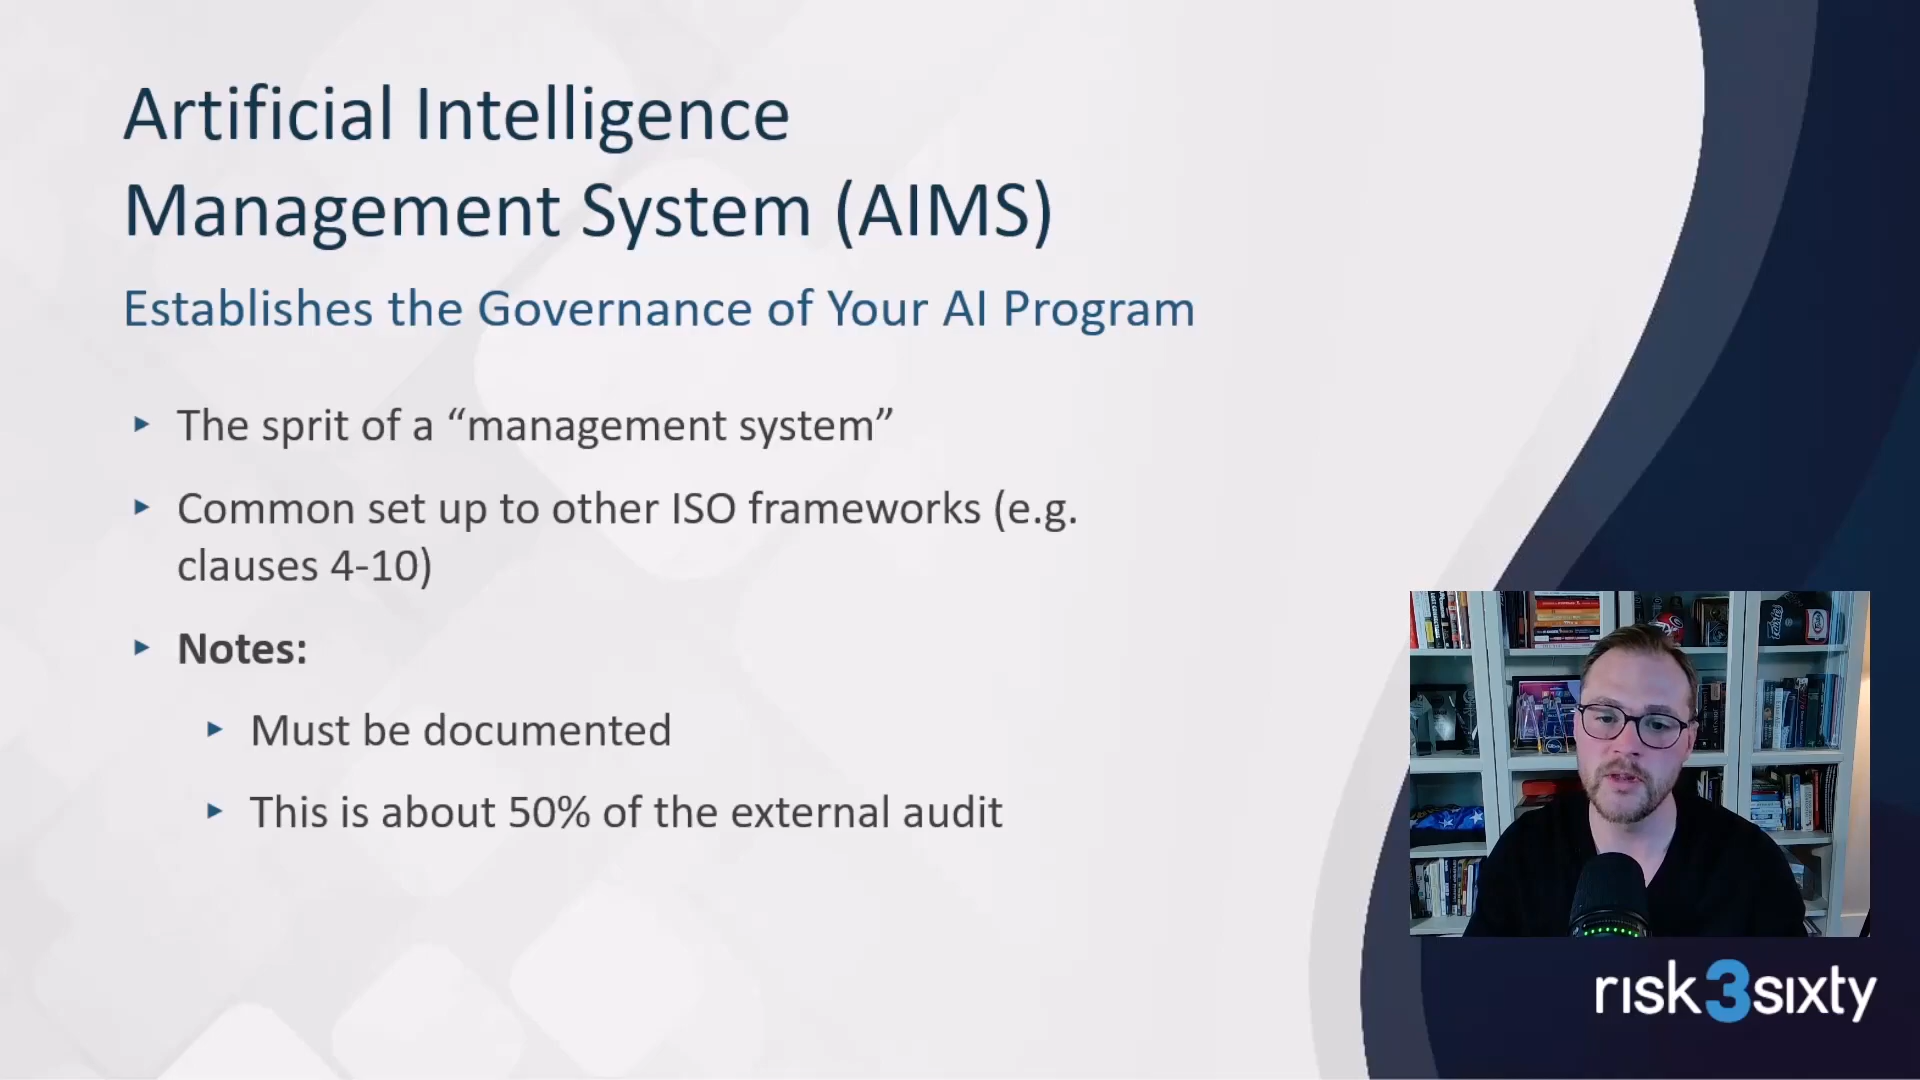 Artificial Intelligence
Management System (AIMS)
Establishes the Governance of Your AI Program
The sprit of a “management system”
Common set up to other ISO frameworks (e.g.
clauses 4-10)
Notes:
Must be documented
This is about 50% of the external audit
risk3sixty